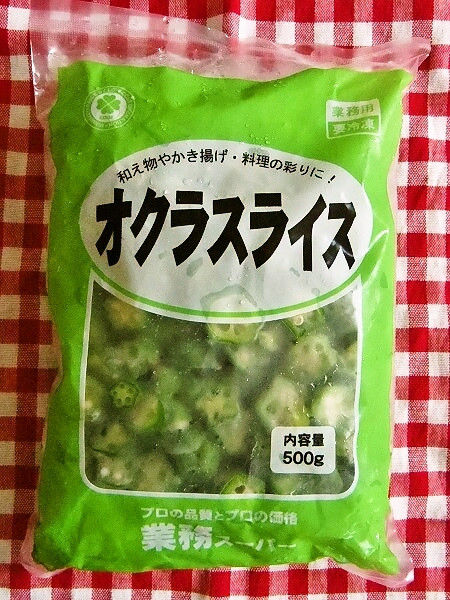 業務用
要冷凍
和え物やかき揚げ・料理の彩りに！
オクラスライス
内容量
500g
プロの品質とプロの価格
業務スーパー